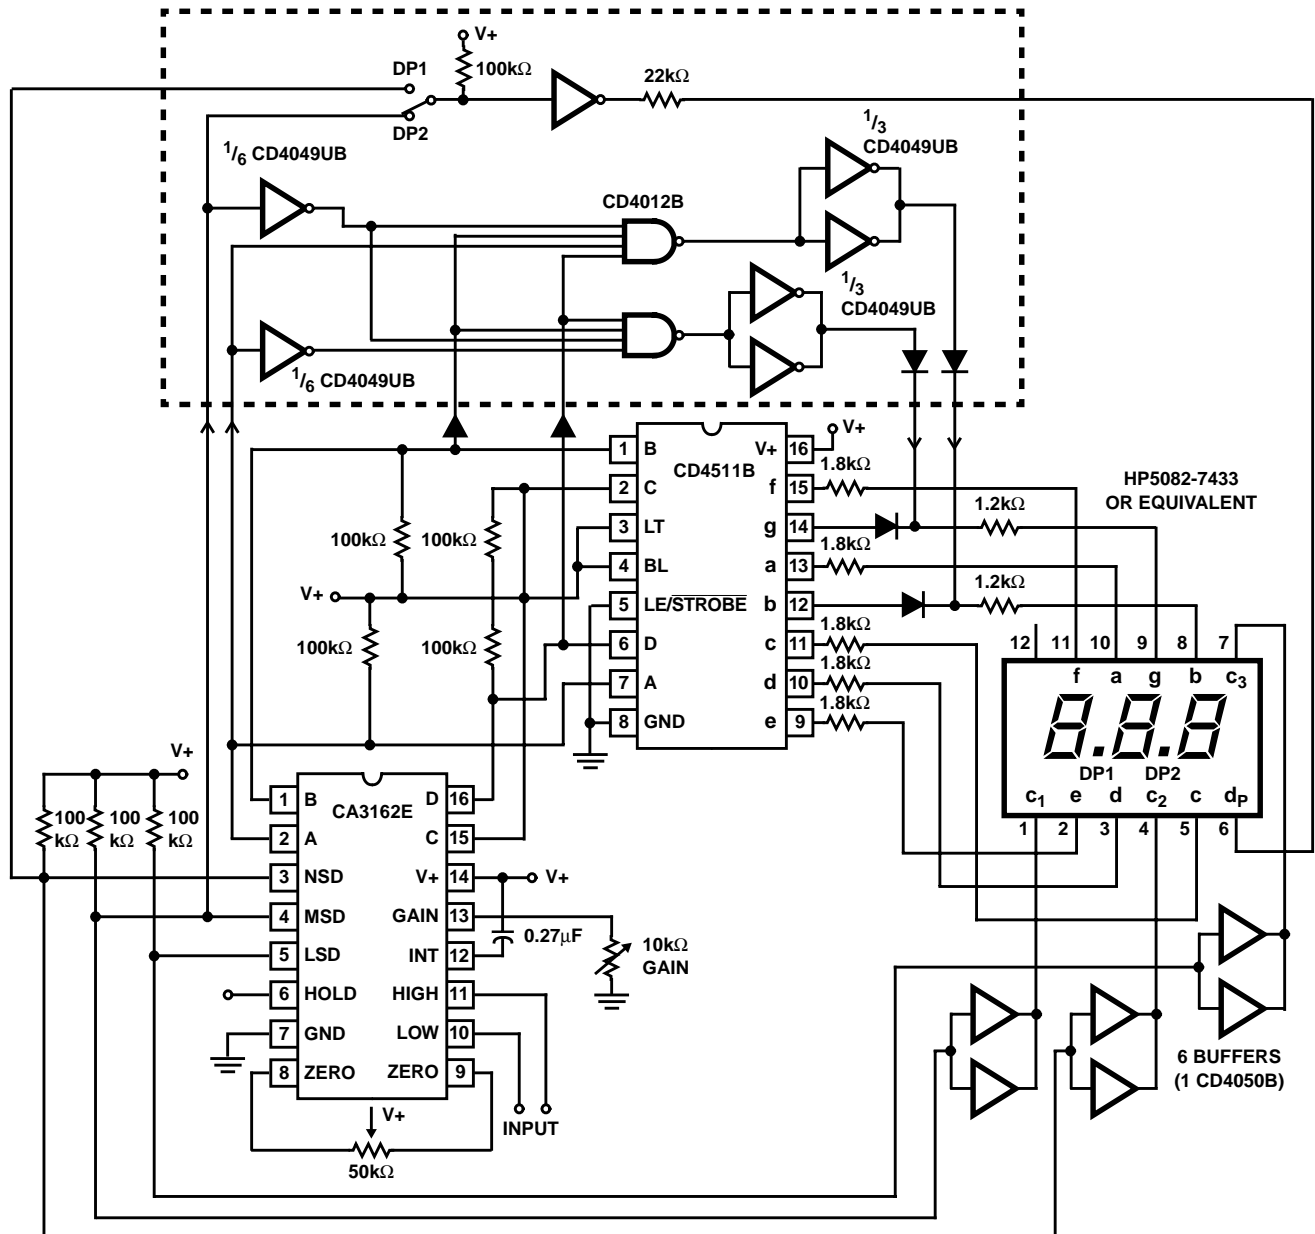 V+
DP1
100kΩ
22kΩ
DP2
1/6 CD4049UB
1/3
CD4049UB
CD4012B
1/3
CD4049UB
1/6 CD4049UB
V+
1 B V+ 16
CD4511B
2 C f 15
3 LT g 14
4 BL a 13
5 LE/STROBE b 12
6 D c 11
7 A d 10
8 GND e 9
1.8kΩ
HP5082-7433
OR EQUIVALENT
1.2kΩ
100kΩ 100kΩ
1.8kΩ
V+
1.2kΩ
100kΩ 100kΩ
1.8kΩ
1.8kΩ
1.8kΩ
12 11 10 9 8 7
f a g b c3
8.8.8
DP1 DP2
c1 e d c2 c dP
1 2 3 4 5 6
V+
100
kΩ
100
kΩ
100
kΩ
1 B D 16
CA3162E
2 A C 15
3 NSD V+ 14
4 MSD GAIN 13
5 LSD INT 12
6 HOLD HIGH 11
7 GND LOW 10
8 ZERO ZERO 9
V+
0.27µF
10kΩ
GAIN
V+
INPUT
50kΩ
6 BUFFERS
(1 CD4050B)